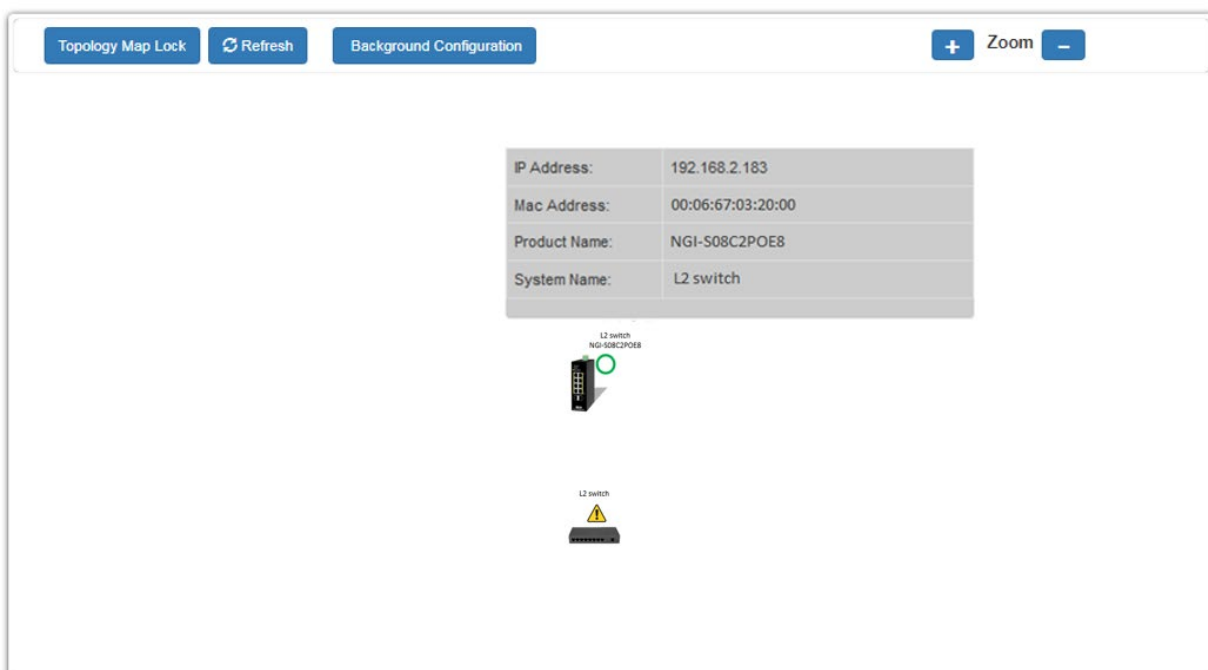 Topology Map Lock Refresh Background Configuration + Zoom –
IP Address: 192.168.2.183
Mac Address: 00:06:67:03:20:00
Product Name: NGI-S08C2POE8
System Name: L2 switch
L2 switch
NGI-S08C2POE8
L2 switch